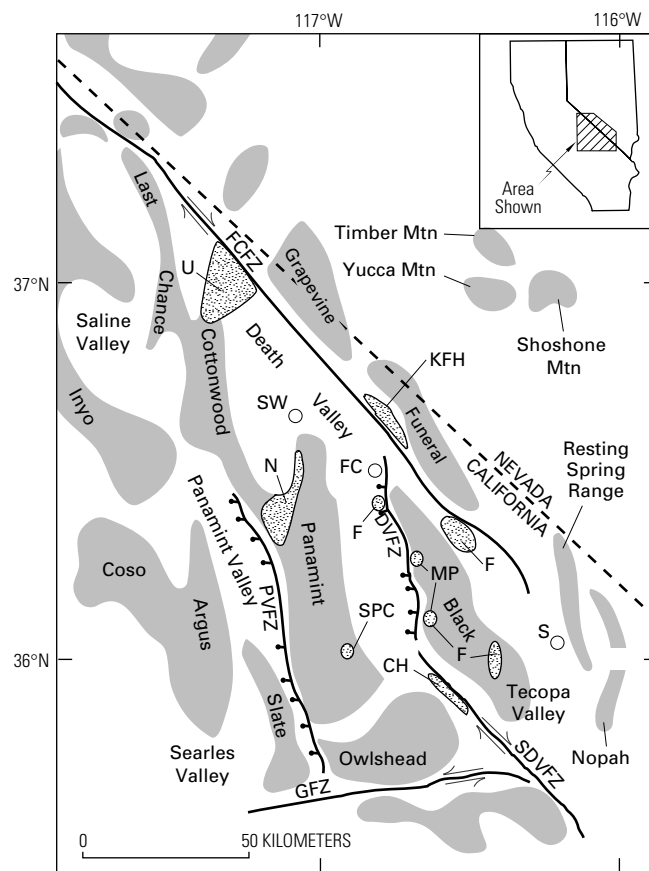 117°W
116°W
Area
Shown
Last
Chance
FCFZ
Grapevine
Timber Mtn
Yucca Mtn
37°N
U
Shoshone
Mtn
Saline
Valley
Death
Valley
Cottonwood
KFH
Inyo
SW
Funeral
NEVADA
CALIFORNIA
Resting
Spring
Range
N
FC
Panamint Valley
F
DVFZ
F
Coso
Argus
PVFZ
Panamint
MP
Black
SPC
F
S
36°N
CH
Tecopa
Valley
Slate
Searles
Valley
Owlshead
SDVFZ
Nopah
GFZ
0
50 KILOMETERS